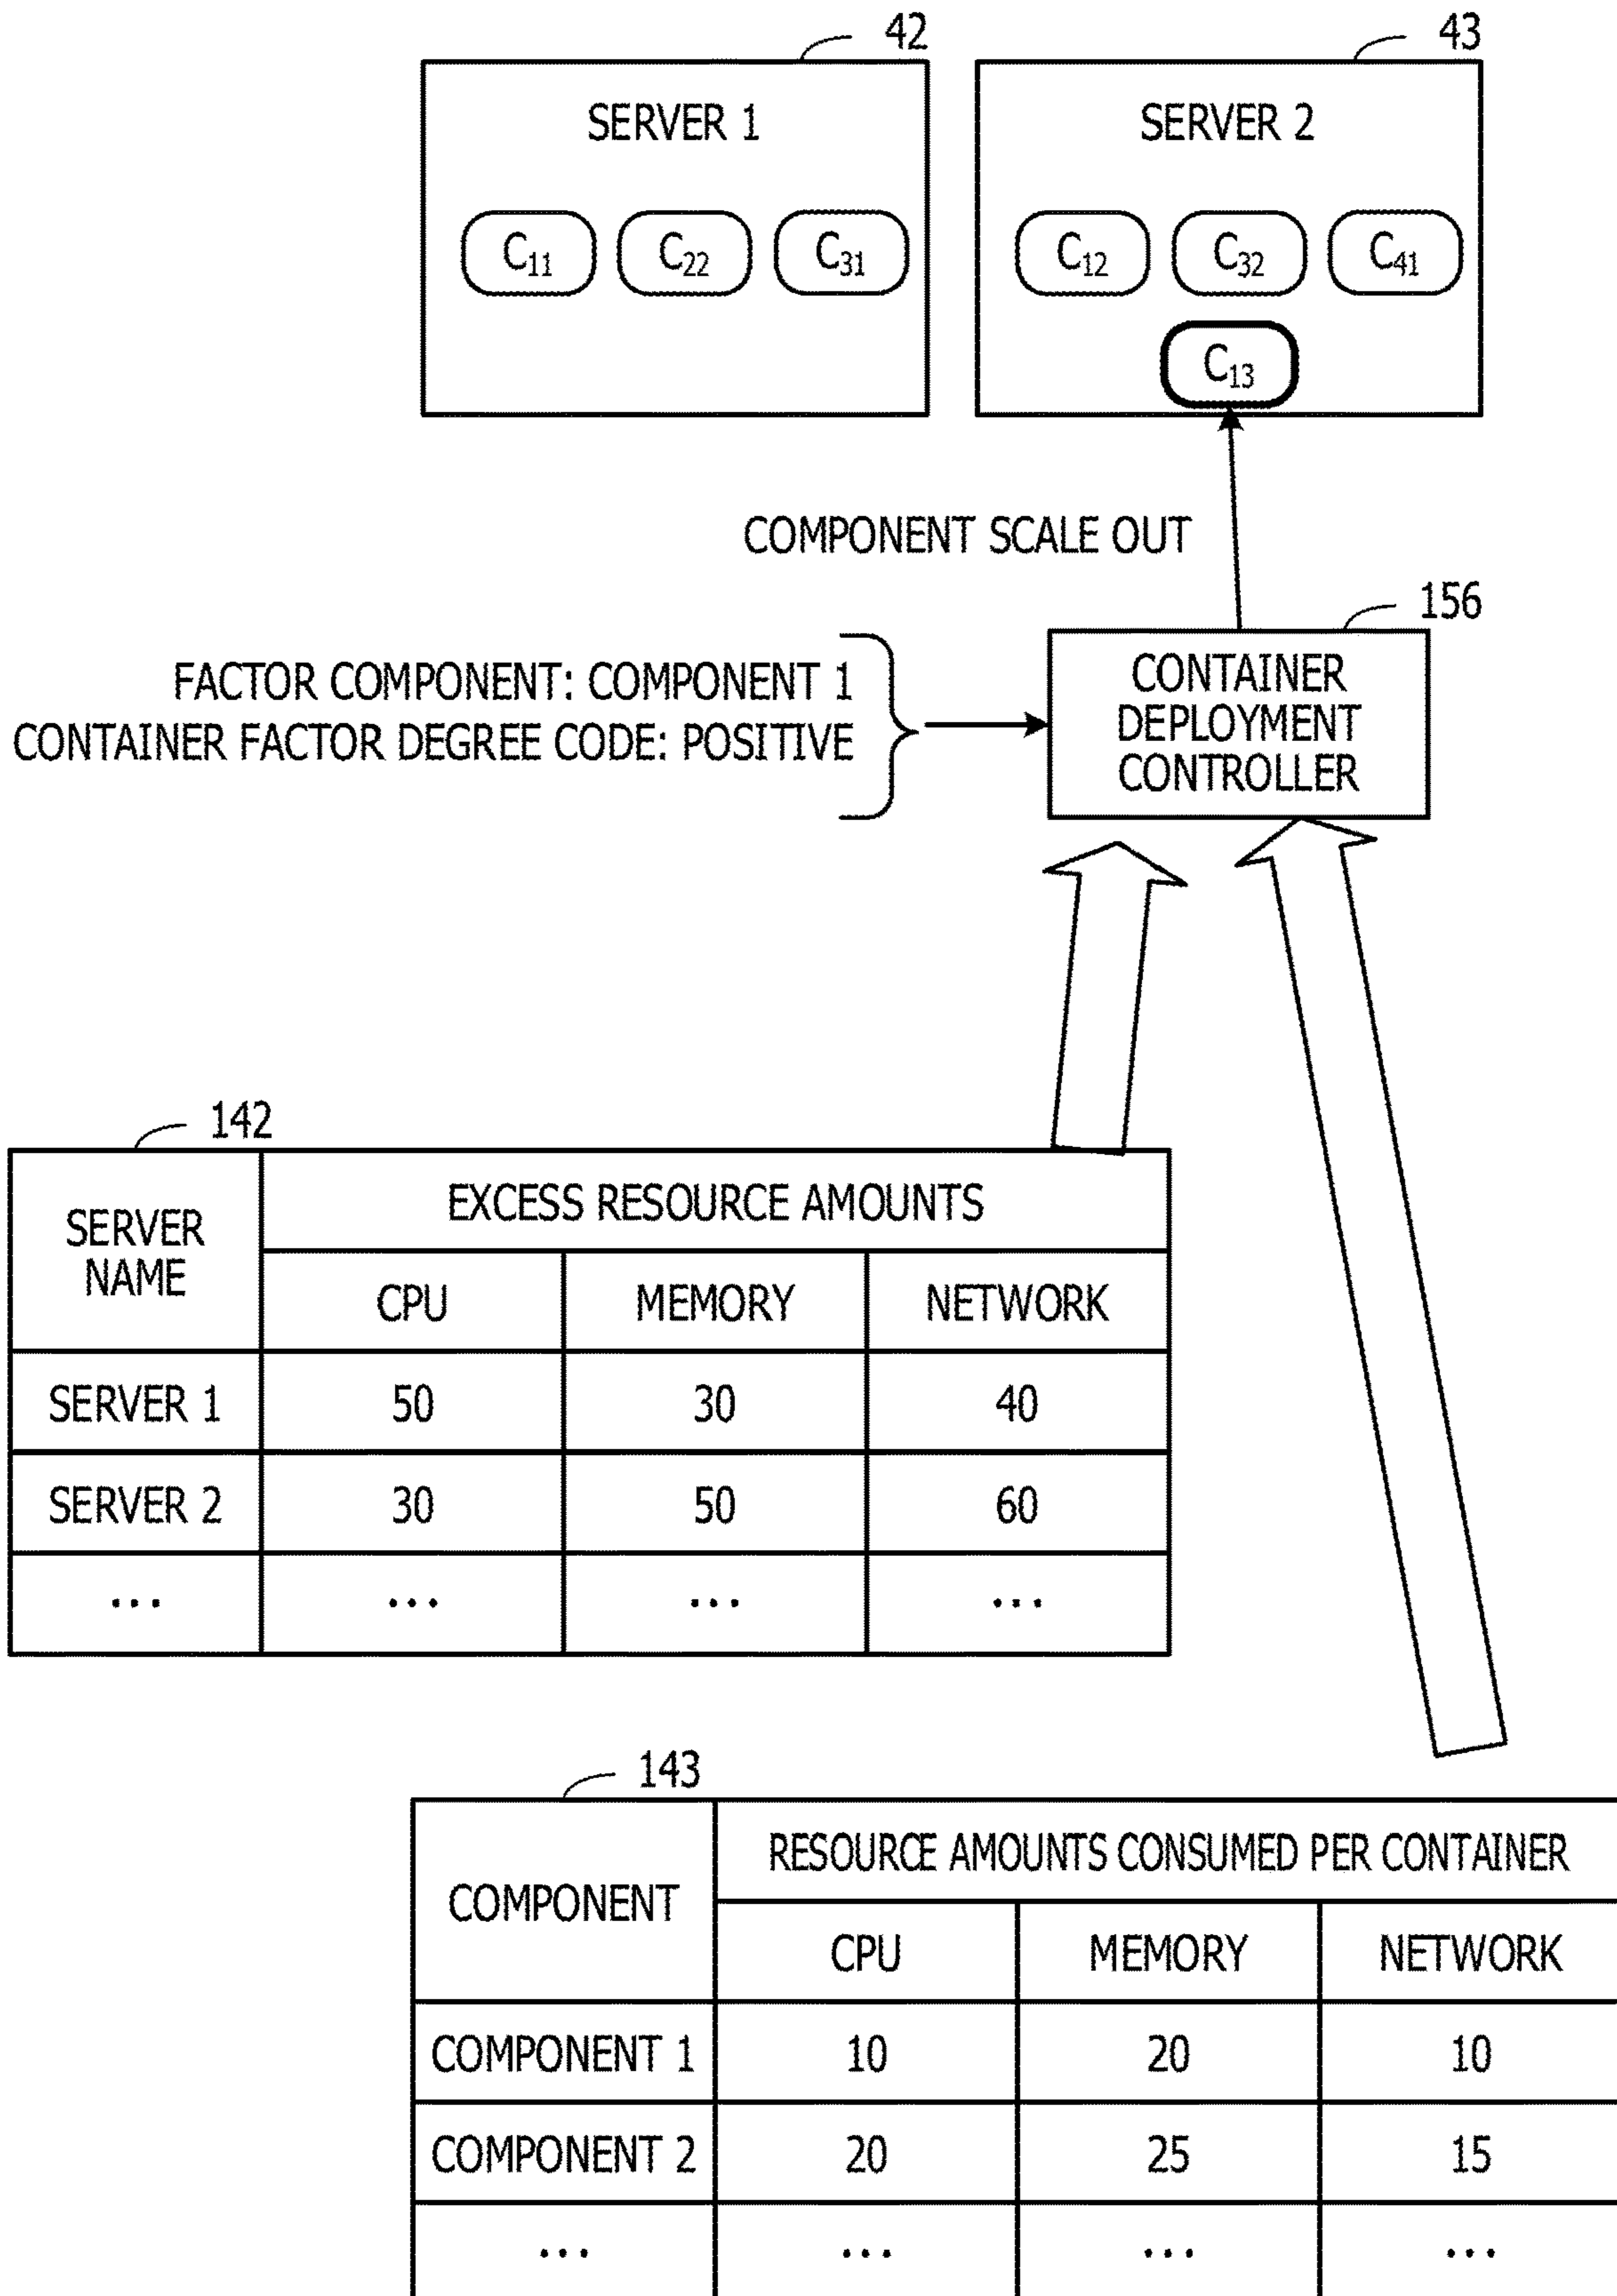 42
43
SERVER 1
SERVER 2
C11
C22
C31
C12
C32
C41
C13
COMPONENT SCALE OUT
156
FACTOR COMPONENT: COMPONENT 1
CONTAINER FACTOR DEGREE CODE: POSITIVE
CONTAINER
DEPLOYMENT
CONTROLLER
142
SERVER
NAME
EXCESS RESOURCE AMOUNTS
CPU
MEMORY
NETWORK
SERVER 1
50
30
40
SERVER 2
30
50
60
...
...
...
...
143
COMPONENT
RESOURCE AMOUNTS CONSUMED PER CONTAINER
CPU
MEMORY
NETWORK
COMPONENT 1
10
20
10
COMPONENT 2
20
25
15
...
...
...
...